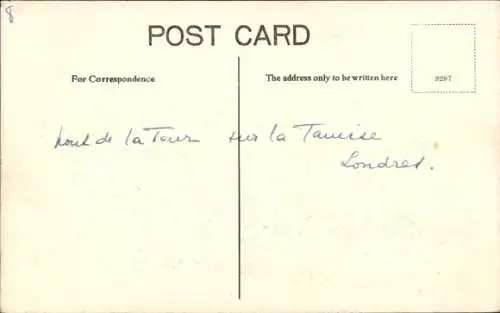 8
POST CARD
For Correspondence
The address only to be written here
9287
Pont de la Tour sur la Tamise
Londres.